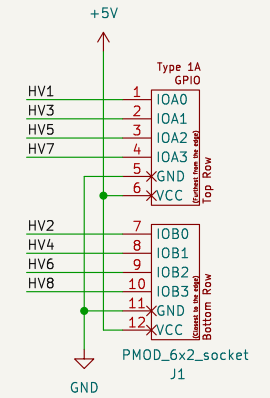 +5V
Type 1A
GPIO
HV1 1 IOA0
HV3 2 IOA1
HV5 3 IOA2
HV7 4 IOA3
5 GND
6 VCC
Top Row
(Furthest from the edge)
HV2 7 IOB0
HV4 8 IOB1
HV6 9 IOB2
HV8 10 IOB3
11 GND
12 VCC
Bottom Row
(Closest to the edge)
PMOD_6x2_socket
J1
GND